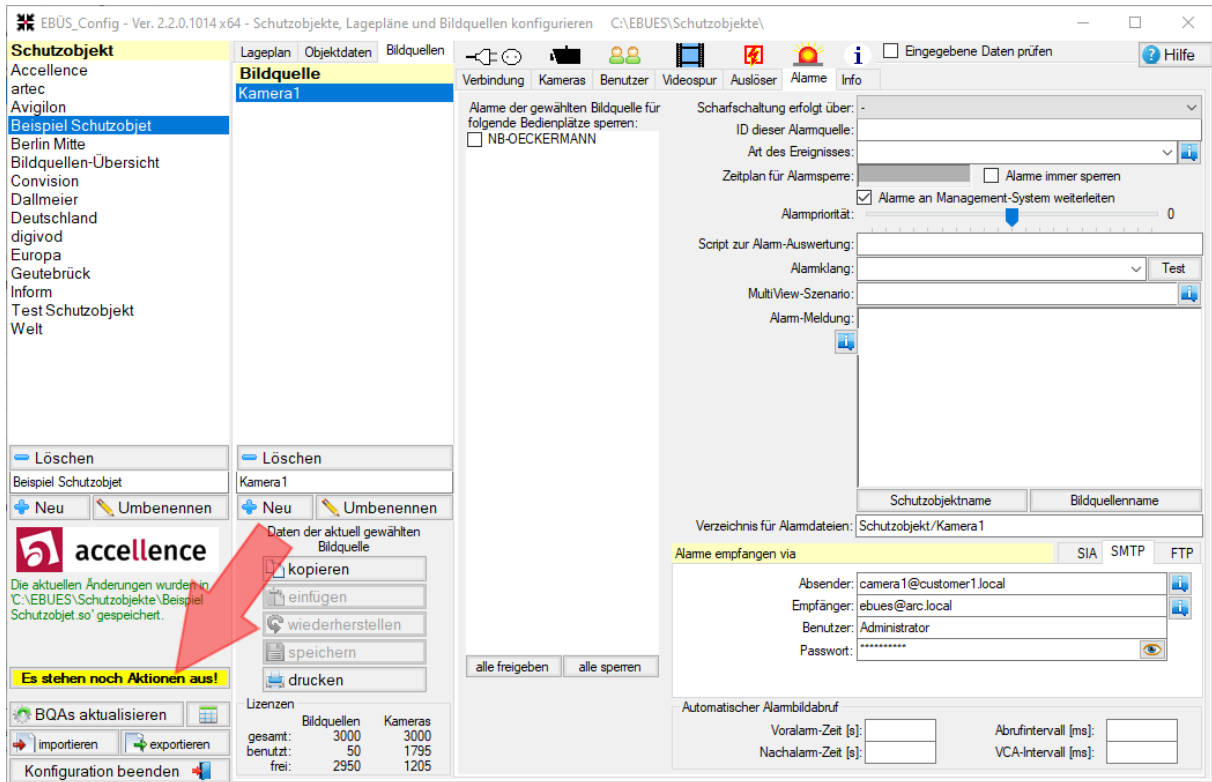 EBÜS_Config - Ver. 2.2.0.1014 x64 - Schutzobjekte, Lagepläne und Bildquellen konfigurieren C:\EBUES\Schutzobjekte\
Schutzobjekt
Accellence
artec
Avigilon
Beispiel Schutzobjet
Berlin Mitte
Bildquellen-Übersicht
Convision
Dallmeier
Deutschland
digivod
Europa
Geutebrück
Inform
Test Schutzobjekt
Welt
Löschen
Beispiel Schutzobjet
Neu Umbenennen
accellence
Die aktuellen Änderungen wurden in
'C:\EBUES\Schutzobjekte\Beispiel
Schutzobjet.so' gespeichert.
Es stehen noch Aktionen aus!
BQAs aktualisieren
importieren exportieren
Konfiguration beenden
Lageplan Objektdaten Bildquellen
Bildquelle
Kamera1
Löschen
Kamera1
Neu Umbenennen
Daten der aktuell gewählten
Bildquelle
kopieren
einfügen
wiederherstellen
speichern
drucken
Lizenzen
Bildquellen Kameras
gesamt: 3000 3000
benutzt: 50 1795
frei: 2950 1205
Eingegebene Daten prüfen
Hilfe
Verbindung Kameras Benutzer Videospur Auslöser Alarme Info
Alarme der gewählten Bildquelle für
folgende Bedienplätze sperren:
NB-OECKERMANN
alle freigeben alle sperren
Scharfschaltung erfolgt über: -
ID dieser Alarmquelle:
Art des Ereignisses:
Zeitplan für Alarmsperre: Alarme immer sperren
Alarme an Management-System weiterleiten
Alarmpriorität: 0
Script zur Alarm-Auswertung:
Alarmklang: Test
MultiView-Szenario:
Alarm-Meldung:
Schutzobjektname Bildquellenname
Verzeichnis für Alarmdateien: Schutzobjekt/Kamera1
Alarme empfangen via SIA SMTP FTP
Absender: camera1@customer1.local
Empfänger: ebues@arc.local
Benutzer: Administrator
Passwort: **********
Automatischer Alarmbildabruf
Voralarm-Zeit [s]: Abrufintervall [ms]:
Nachalarm-Zeit [s]: VCA-Intervall [ms]: